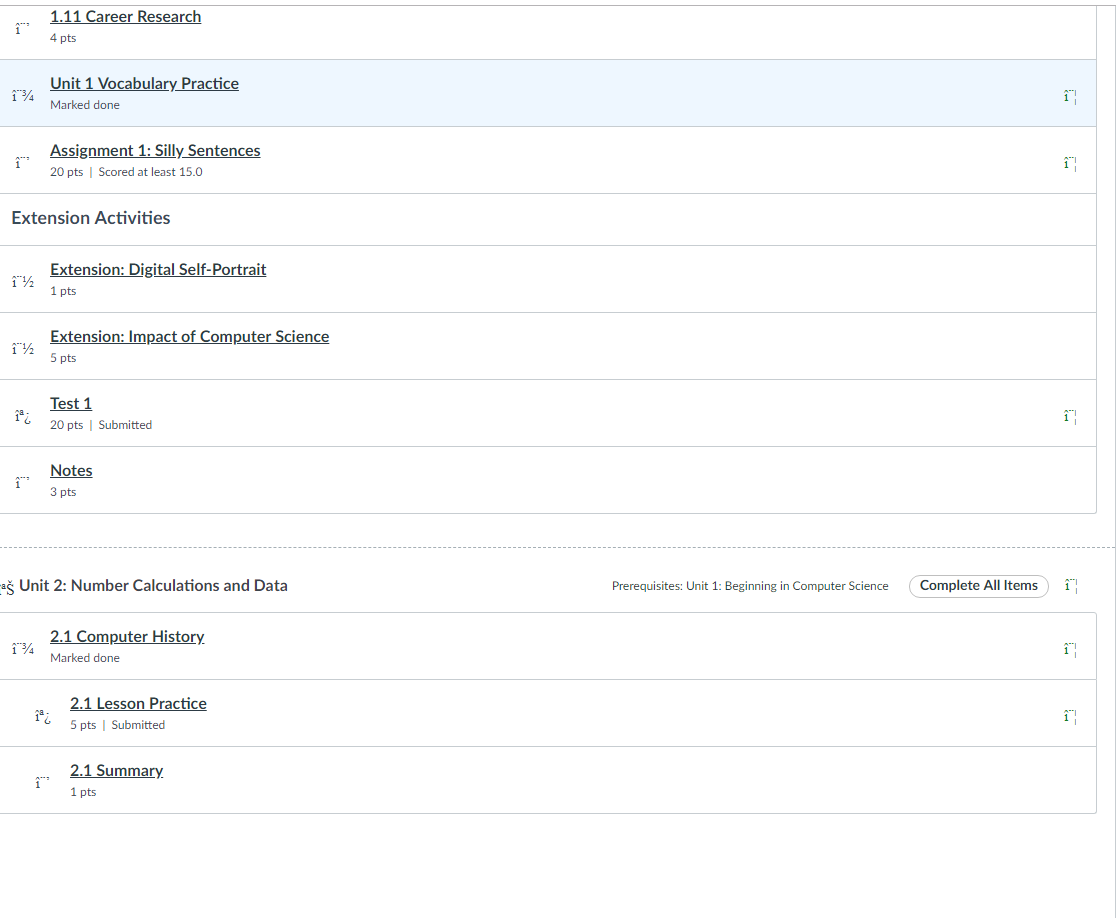 1.11 Career Research
4 pts
Unit 1 Vocabulary Practice
Marked done
Assignment 1: Silly Sentences
20 pts | Scored at least 15.0
Extension Activities
Extension: Digital Self-Portrait
1 pts
Extension: Impact of Computer Science
5 pts
Test 1
20 pts | Submitted
Notes
3 pts
Unit 2: Number Calculations and Data Prerequisites: Unit 1: Beginning in Computer Science Complete All Items
2.1 Computer History
Marked done
2.1 Lesson Practice
5 pts | Submitted
2.1 Summary
1 pts